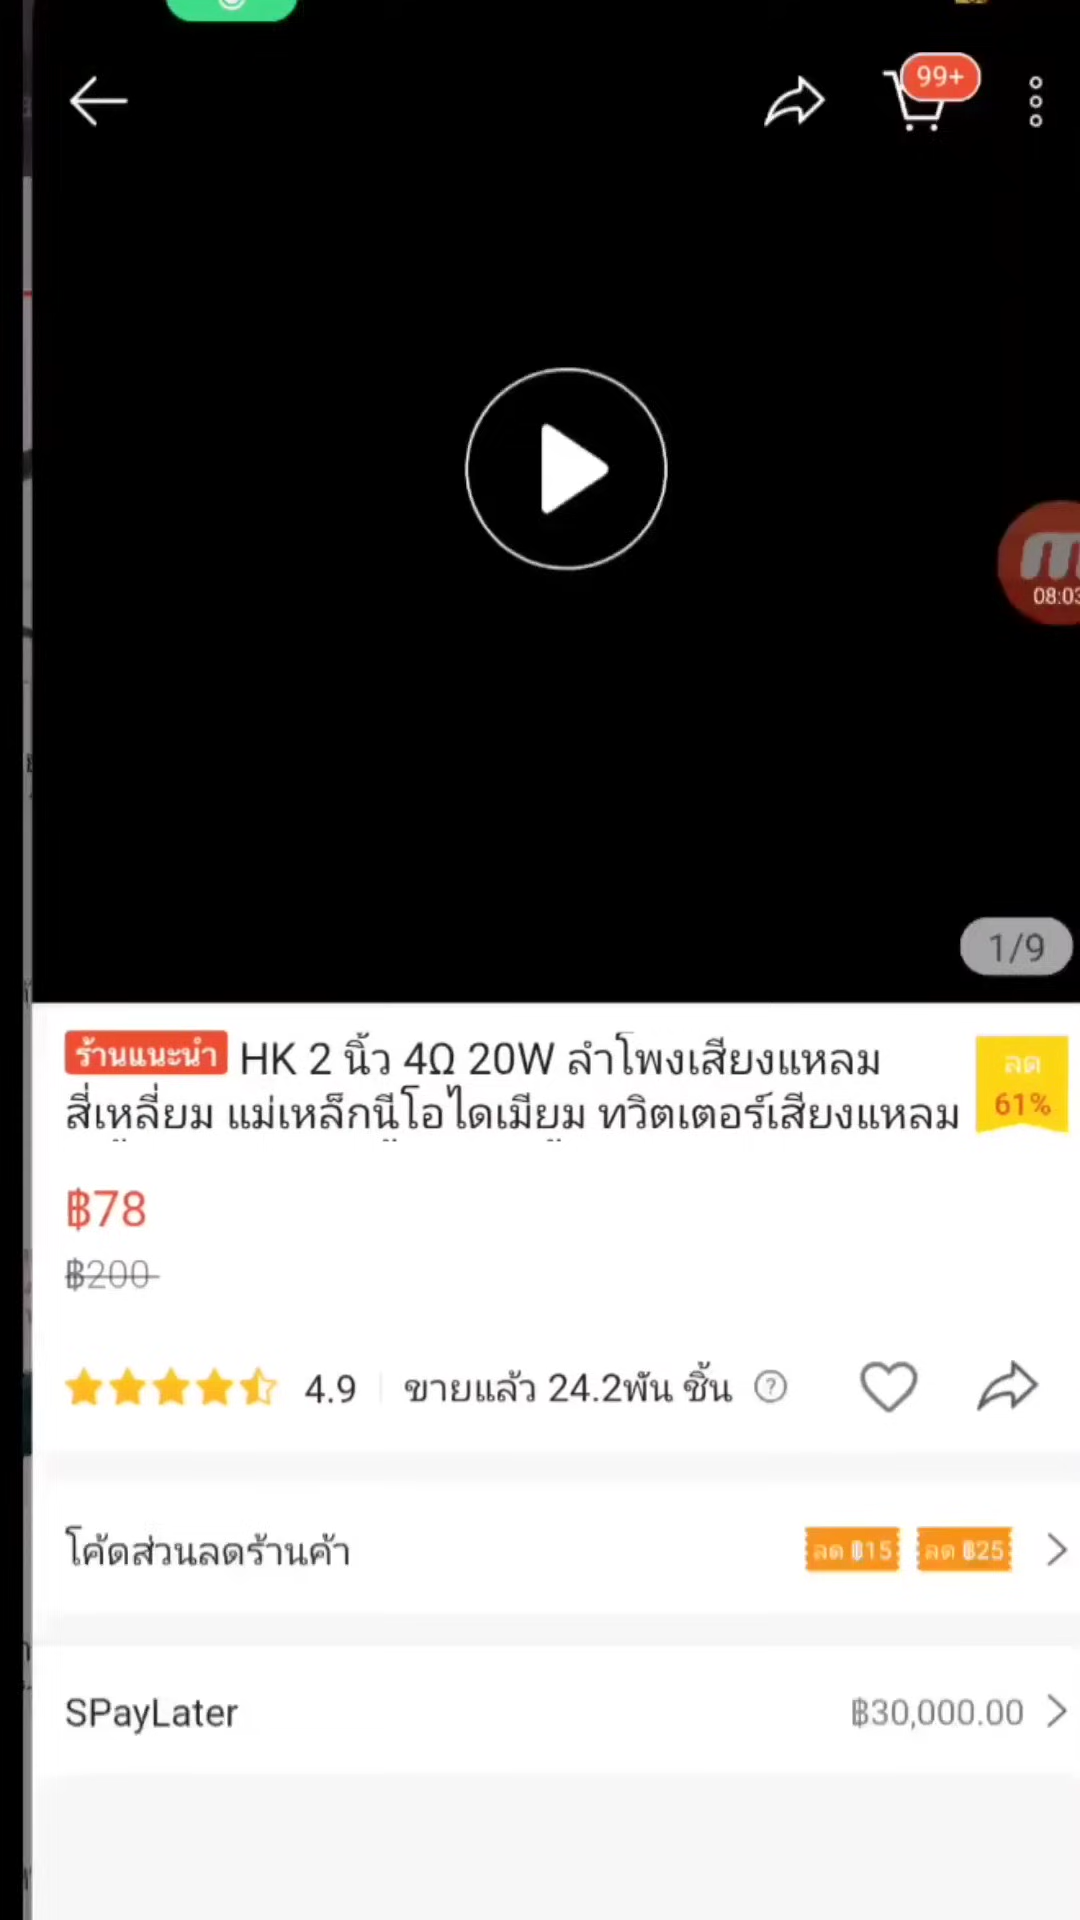 99+
08:03
1/9
ร้านแนะนำ HK 2 นิ้ว 4Ω 20W ลำโพงเสียงแหลม
สี่เหลี่ยม แม่เหล็กนีโอไดเมียม ทวิตเตอร์เสียงแหลม
ลด
61%
฿78
฿200
4.9 ขายแล้ว 24.2พัน ชิ้น
โค้ดส่วนลดร้านค้า ลด ฿15 ลด ฿25
SPayLater ฿30,000.00